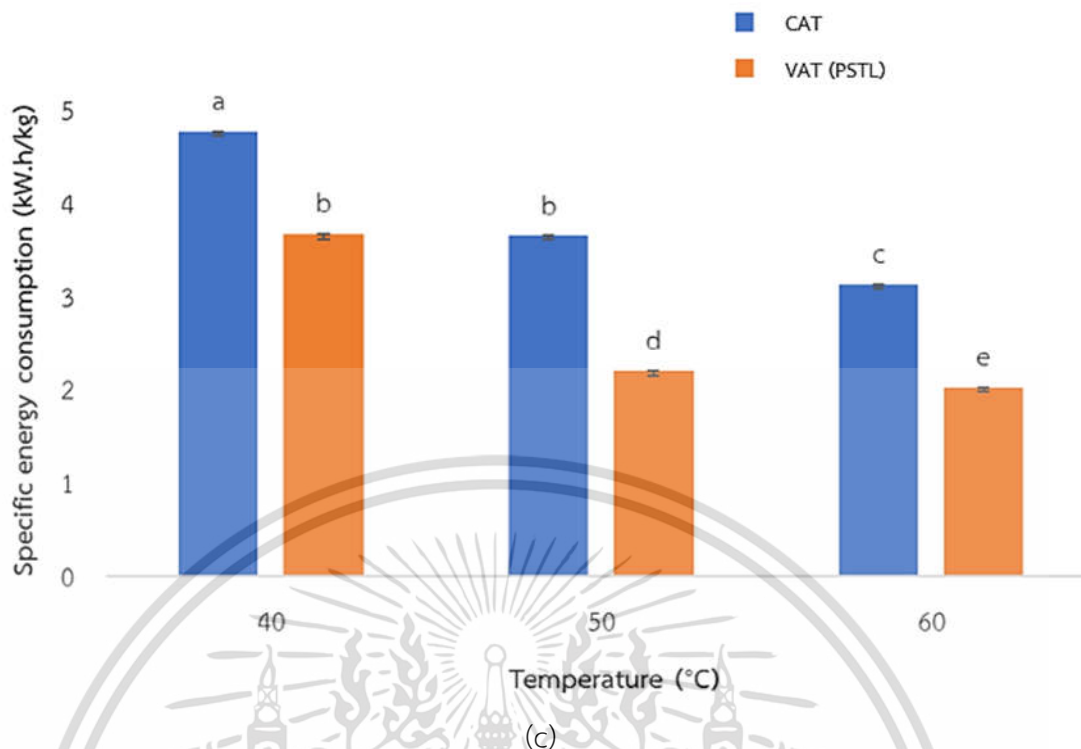 CAT
VAT (PSTL)
Specific energy consumption (kW.h/kg)
5
4
3
2
1
0
a
b
b
d
c
e
40
50
60
Temperature (°C)
(c)